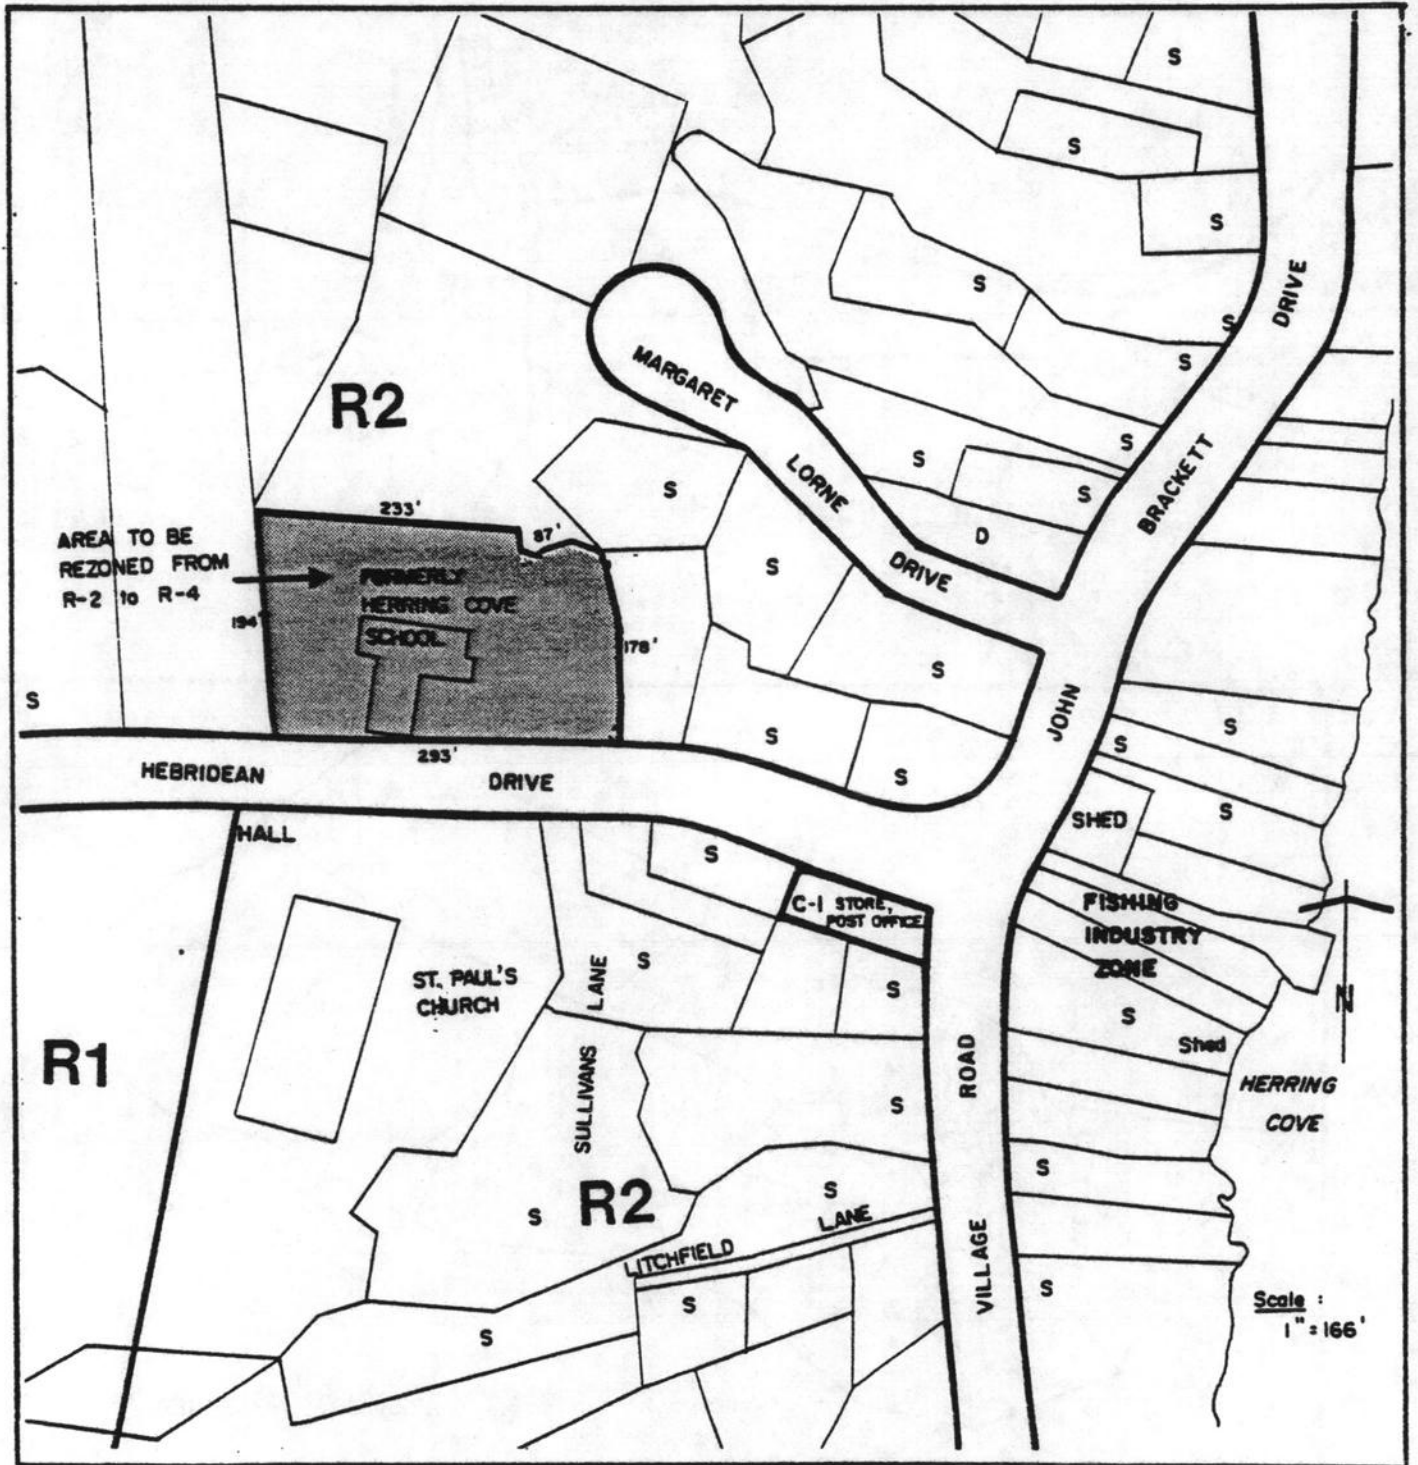 S
S
S
S
S
S
S
S
S
S
D
S
S
S
S
S
S
S
DRIVE
BRACKETT
JOHN
MARGARET
LORNE
DRIVE
R2
233'
87'
194'
178'
293'
AREA TO BE
REZONED FROM
R-2 to R-4
FORMERLY
HERRING COVE
SCHOOL
HEBRIDEAN DRIVE
HALL
S
S
S
SHED
C-1 STORE,
POST OFFICE
FISHING
INDUSTRY
ZONE
N
ST. PAUL'S
CHURCH
LANE
SULLIVANS
S
S
S
Shed
R1
ROAD
VILLAGE
S
HERRING
COVE
S
S
S
R2
LITCHFIELD LANE
S
S
S
Scale :
1" = 166'